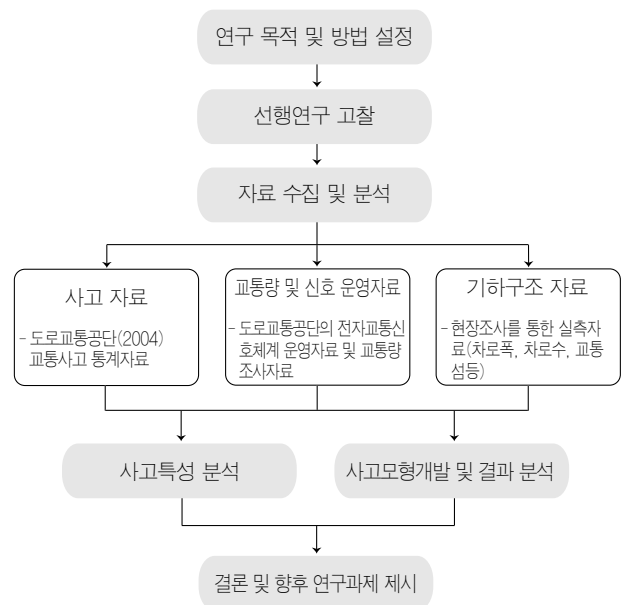 연구 목적 및 방법 설정
선행연구 고찰
자료 수집 및 분석
사고 자료
- 도로교통공단(2004)
교통사고 통계자료
교통량 및 신호 운영자료
- 도로교통공단의 전자교통신
호체계 운영자료 및 교통량
조사자료
기하구조 자료
- 현장조사를 통한 실측자
료(차로폭, 차로수, 교통
섬등)
사고특성 분석
사고모형개발 및 결과 분석
결론 및 향후 연구과제 제시